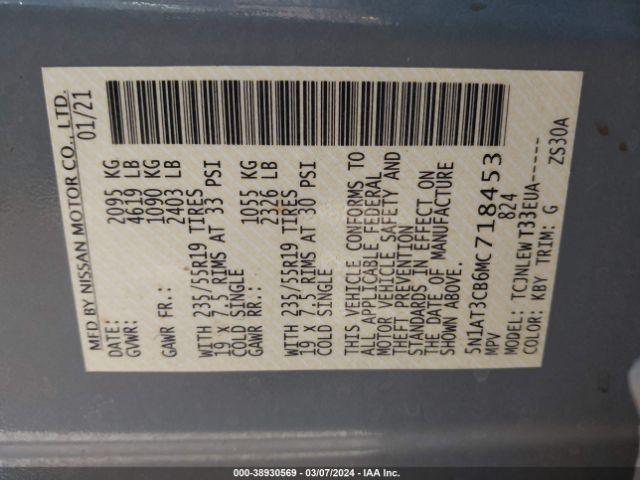 MFD BY NISSAN MOTOR CO., LTD.
DATE: 01/21
GVWR: 2095 KG
4619 LB
GAWR FR.: 1090 KG
2403 LB
WITH 235/55R19 TIRES
19 X 7.5 RIMS AT 33 PSI
COLD SINGLE
GAWR RR.: 1055 KG
2326 LB
WITH 235/55R19 TIRES
19 X 7.5 RIMS AT 30 PSI
COLD SINGLE
THIS VEHICLE CONFORMS TO
ALL APPLICABLE FEDERAL
MOTOR VEHICLE SAFETY AND
THEFT PREVENTION
STANDARDS IN EFFECT ON
THE DATE OF MANUFACTURE
SHOWN ABOVE.
5N1AT3CB6MC718453
MPV 824
MODEL: TCJNLEWT33EUA-----
COLOR: KBY TRIM: G ZS30A
000-38930569 - 03/07/2024 - IAA Inc.